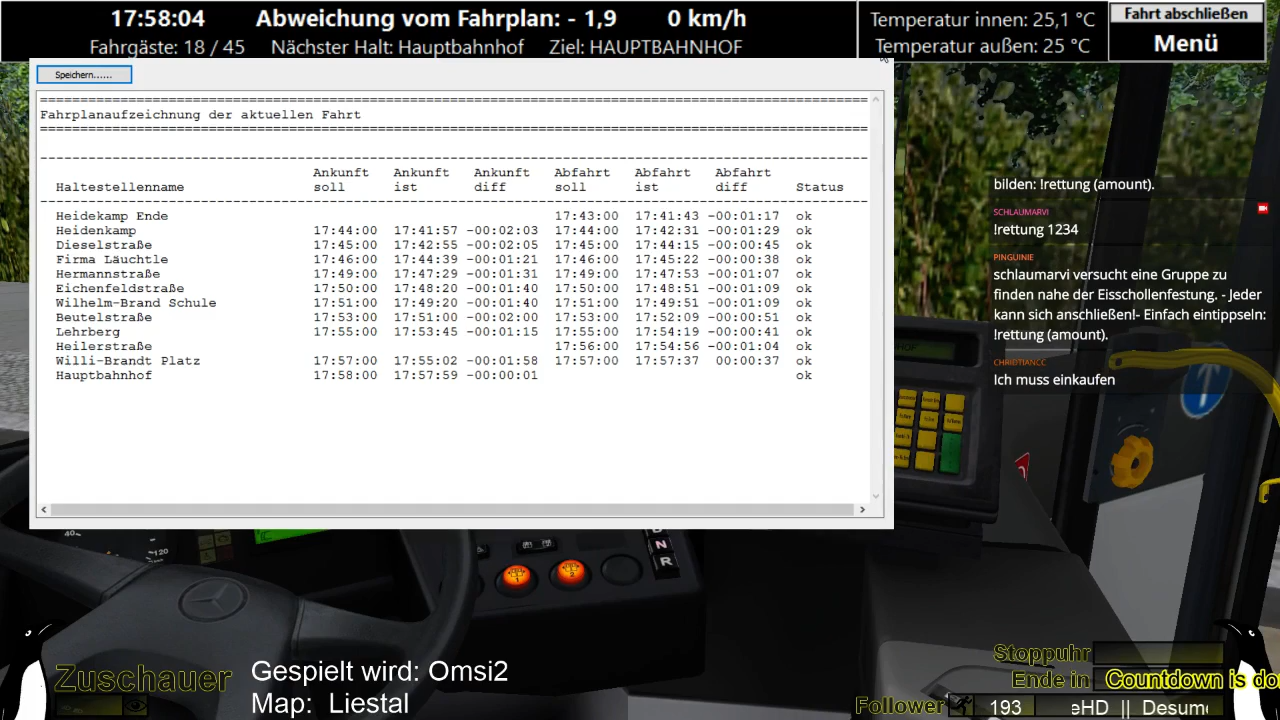 17:58:04 Abweichung vom Fahrplan: - 1,9 0 km/h
Fahrgäste: 18 / 45 Nächster Halt: Hauptbahnhof Ziel: HAUPTBAHNHOF
Temperatur innen: 25,1 °C
Temperatur außen: 25 °C
Fahrt abschließen
Menü
Speichern......
Fahrplanaufzeichnung der aktuellen Fahrt
Ankunft Ankunft Ankunft Abfahrt Abfahrt Abfahrt
Haltestellenname soll ist diff soll ist diff Status
Heidekamp Ende 17:43:00 17:41:43 -00:01:17 ok
Heidenkamp 17:44:00 17:41:57 -00:02:03 17:44:00 17:42:31 -00:01:29 ok
Dieselstraße 17:45:00 17:42:55 -00:02:05 17:45:00 17:44:15 -00:00:45 ok
Firma Läuchtle 17:46:00 17:44:39 -00:01:21 17:46:00 17:45:22 -00:00:38 ok
Hermannstraße 17:49:00 17:47:29 -00:01:31 17:49:00 17:47:53 -00:01:07 ok
Eichenfeldstraße 17:50:00 17:48:20 -00:01:40 17:50:00 17:48:51 -00:01:09 ok
Wilhelm-Brand Schule 17:51:00 17:49:20 -00:01:40 17:51:00 17:49:51 -00:01:09 ok
Beutelstraße 17:53:00 17:51:00 -00:02:00 17:53:00 17:52:09 -00:00:51 ok
Lehrberg 17:55:00 17:53:45 -00:01:15 17:55:00 17:54:19 -00:00:41 ok
Heilerstraße 17:56:00 17:54:56 -00:01:04 ok
Willi-Brandt Platz 17:57:00 17:55:02 -00:01:58 17:57:00 17:57:37 00:00:37 ok
Hauptbahnhof 17:58:00 17:57:59 -00:00:01 ok
bilden: !rettung (amount).
SCHLAUMARVI
!rettung 1234
PINGUINIE
schlaumarvi versucht eine Gruppe zu
finden nahe der Eisschollenfestung. - Jeder
kann sich anschließen!- Einfach eintippseln:
!rettung (amount).
CHRIDTIANCC
Ich muss einkaufen
40
120
1
2
N
R
Zuschauer
Gespielt wird: Omsi2
Map: Liestal
Stoppuhr
Ende in Countdown is do
Follower 193 eHD || Desum